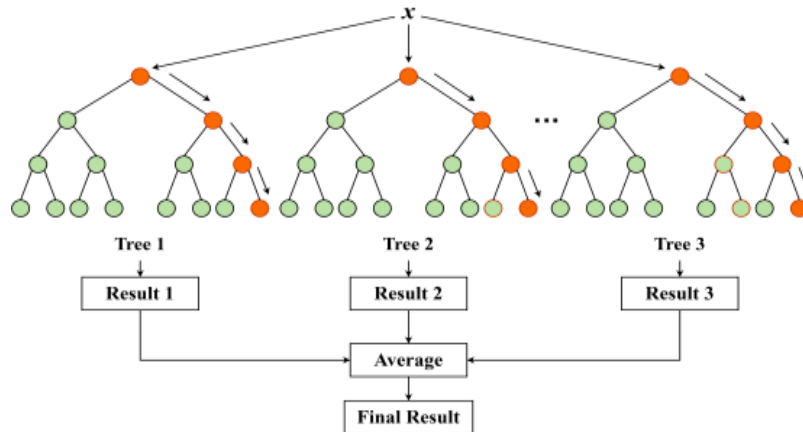 x
...
Tree 1 Tree 2 Tree 3
Result 1 Result 2 Result 3
Average
Final Result